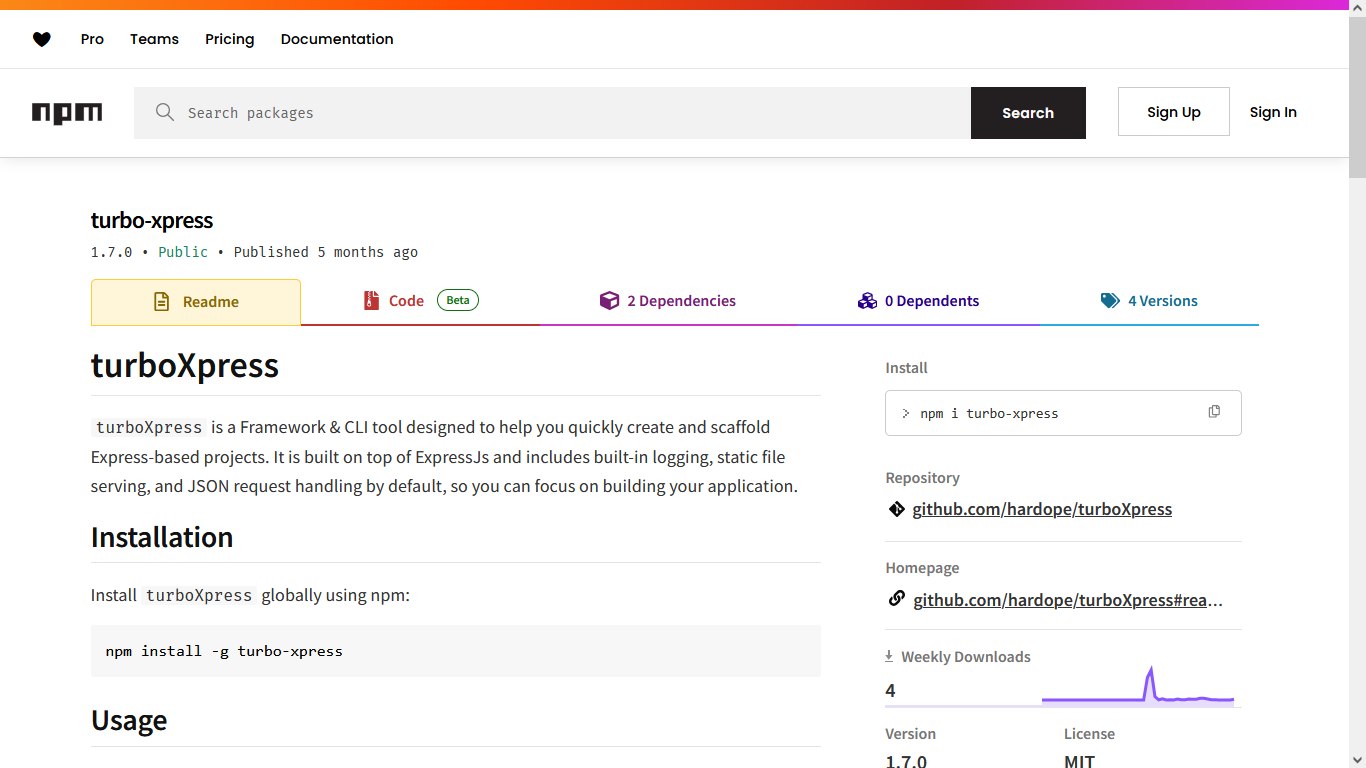 Pro Teams Pricing Documentation
npm
Search packages
Search
Sign Up
Sign In
turbo-xpress
1.7.0 • Public • Published 5 months ago
Readme
Code Beta
2 Dependencies
0 Dependents
4 Versions
turboXpress
turboXpress is a Framework & CLI tool designed to help you quickly create and scaffold
Express-based projects. It is built on top of ExpressJs and includes built-in logging, static file
serving, and JSON request handling by default, so you can focus on building your application.
Installation
Install turboXpress globally using npm:
npm install -g turbo-xpress
Usage
Install
> npm i turbo-xpress
Repository
github.com/hardope/turboXpress
Homepage
github.com/hardope/turboXpress#rea...
Weekly Downloads
4
Version
License
1.7.0
MIT